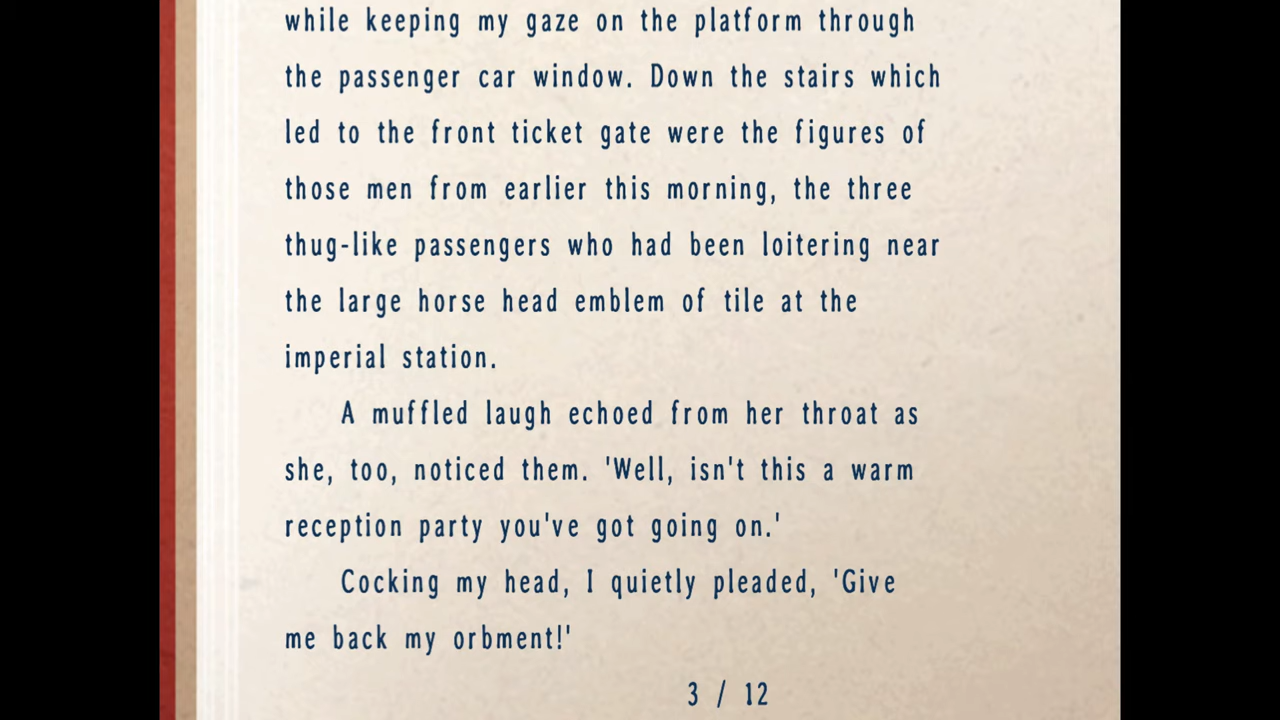 while keeping my gaze on the platform through
the passenger car window. Down the stairs which
led to the front ticket gate were the figures of
those men from earlier this morning, the three
thug-like passengers who had been loitering near
the large horse head emblem of tile at the
imperial station.
A muffled laugh echoed from her throat as
she, too, noticed them. 'Well, isn't this a warm
reception party you've got going on.'
Cocking my head, I quietly pleaded, 'Give
me back my orbment!'
3 / 12